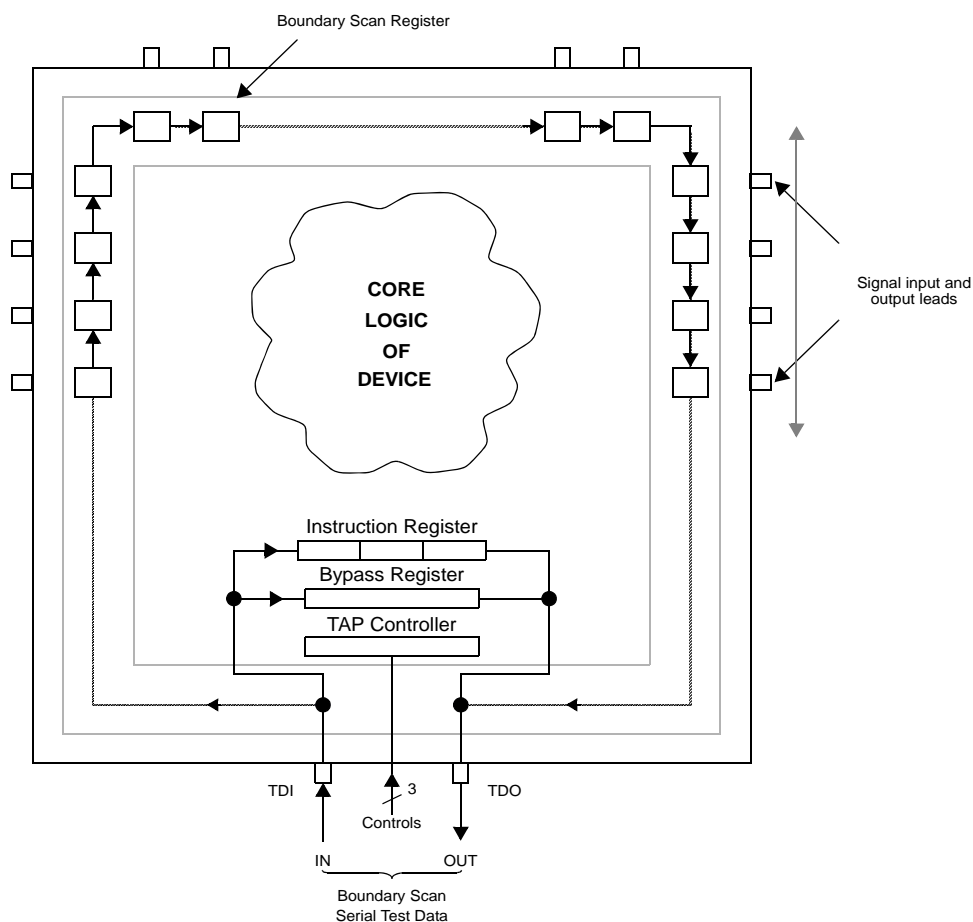 Boundary Scan Register
CORE
LOGIC
OF
DEVICE
Signal input and
output leads
Instruction Register
Bypass Register
TAP Controller
TDI
3
TDO
Controls
IN
OUT
Boundary Scan
Serial Test Data